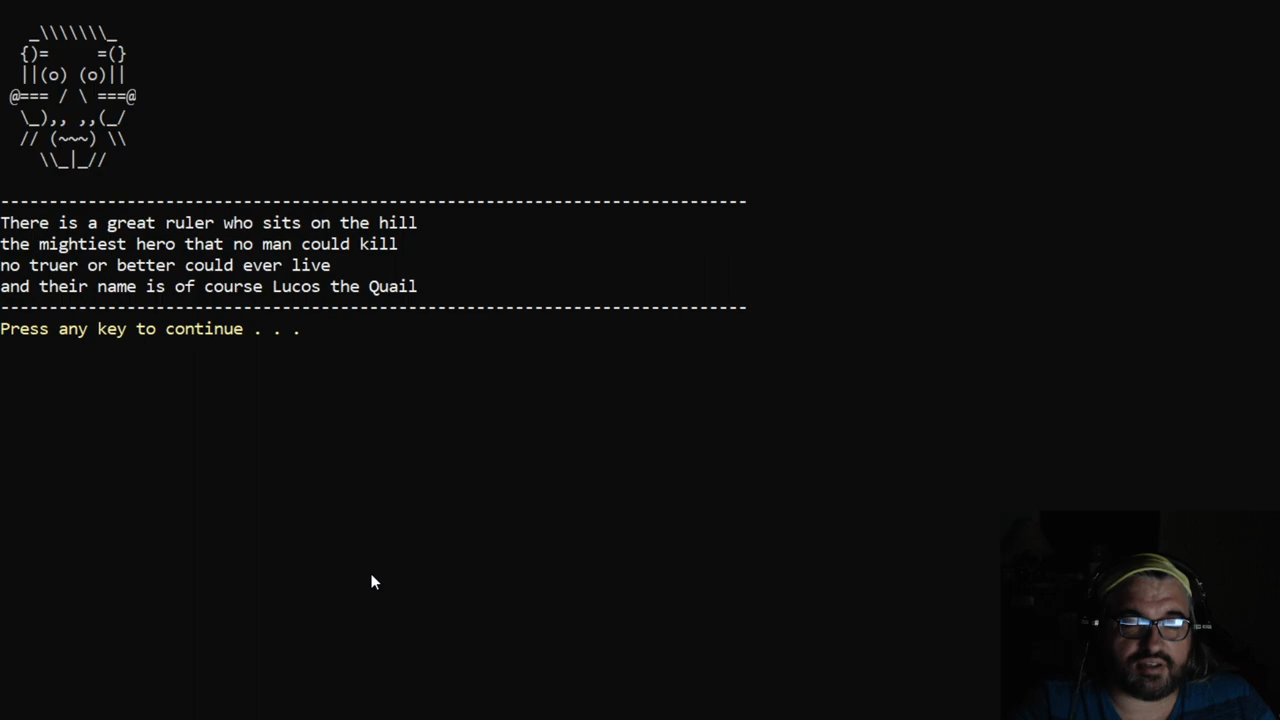 _\\\\\\\_
{)=     =(}
||(o) (o)||
@=== / \ ===@
\_),, ,,(_/
// (~~~) \\
\\_|_//
-----------------------------------------------------------------------------
There is a great ruler who sits on the hill
the mightiest hero that no man could kill
no truer or better could ever live
and their name is of course Lucos the Quail
-----------------------------------------------------------------------------
Press any key to continue . . .